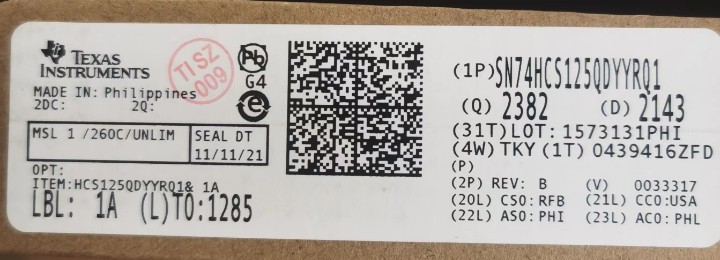 TEXAS
INSTRUMENTS
MADE IN: Philippines
2DC: 2Q:
TI SZ
009
Pb
G4
e
MSL 1 /260C/UNLIM
SEAL DT
11/11/21
OPT:
ITEM:HCS125QDYYRQ1& 1A
LBL: 1A (L)TO:1285
(1P)SN74HCS125QDYYRQ1
(Q) 2382 (D) 2143
(31T)LOT: 1573131PHI
(4W) TKY (1T) 0439416ZFD
(P)
(2P) REV: B (V) 0033317
(20L) CSO: RFB (21L) CCO:USA
(22L) ASO: PHI (23L) ACO: PHL